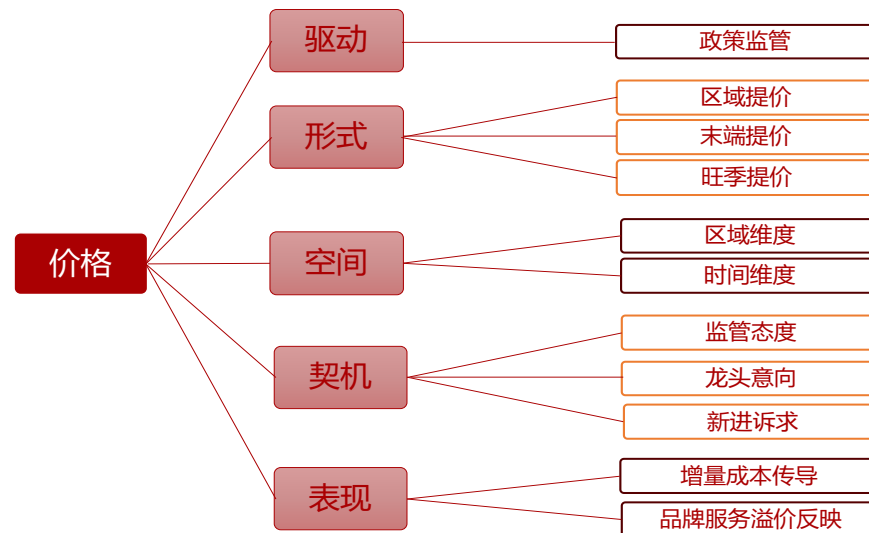 价格
驱动
政策监管
形式
区域提价
末端提价
旺季提价
空间
区域维度
时间维度
契机
监管态度
龙头意向
新进诉求
表现
增量成本传导
品牌服务溢价反映